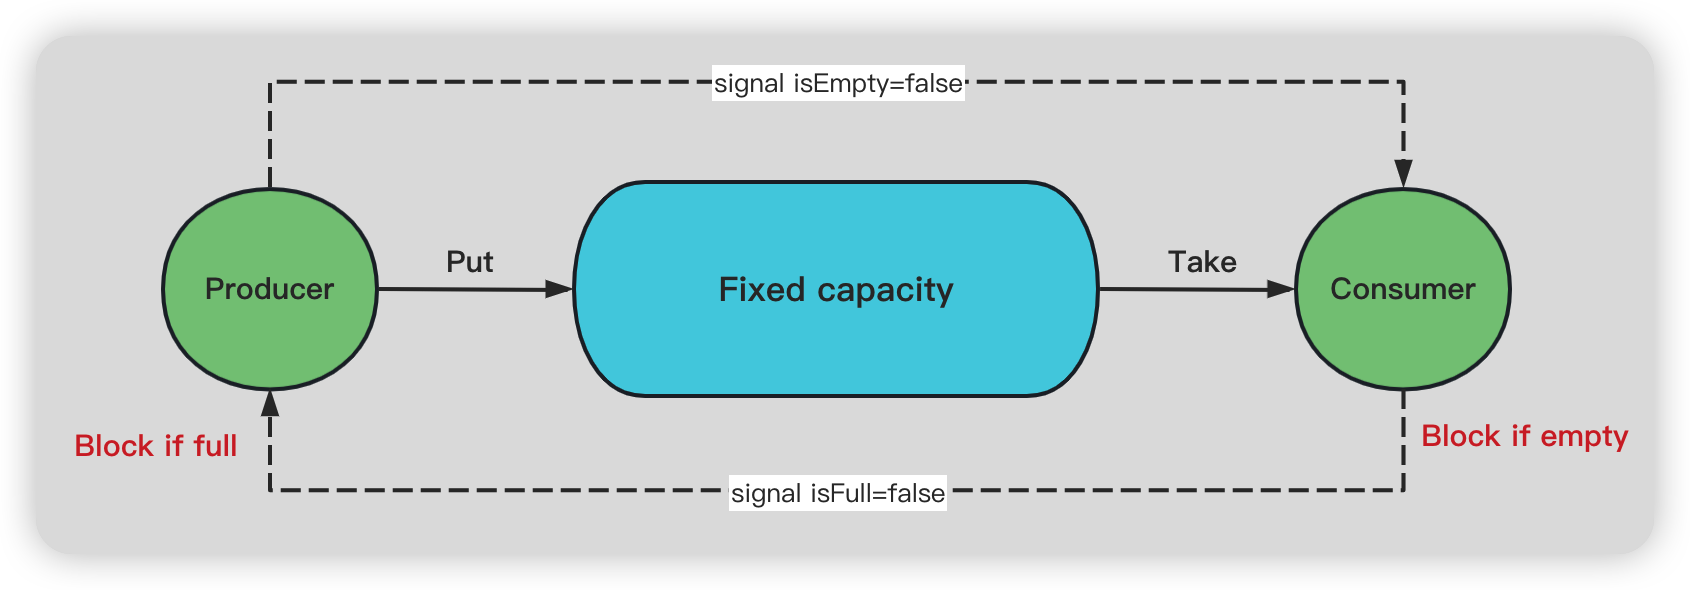 signal isEmpty=false
Put
Take
Producer
Fixed capacity
Consumer
Block if full
Block if empty
signal isFull=false